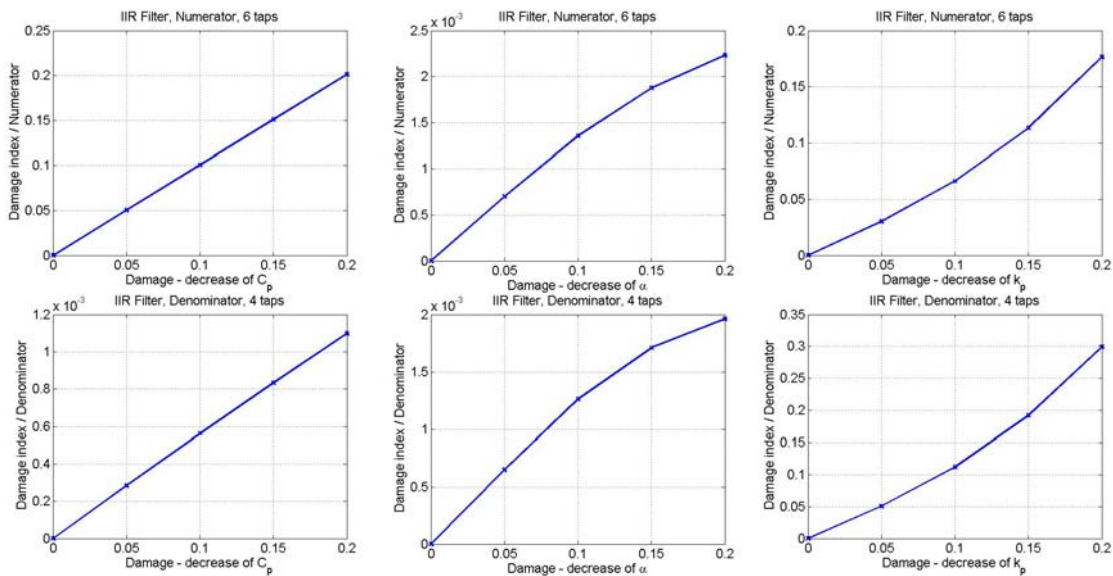 IIR Filter, Numerator, 6 taps
0.25
0.2
0.15
0.1
0.05
0
Damage index / Numerator
0 0.05 0.1 0.15 0.2
Damage - decrease of Cp
IIR Filter, Numerator, 6 taps
x 10-3
2.5
2
1.5
1
0.5
0
Damage index / Numerator
0 0.05 0.1 0.15 0.2
Damage - decrease of α
IIR Filter, Numerator, 6 taps
0.2
0.15
0.1
0.05
0
Damage index / Numerator
0 0.05 0.1 0.15 0.2
Damage - decrease of kp
IIR Filter, Denominator, 4 taps
x 10-3
1.2
1
0.8
0.6
0.4
0.2
0
Damage index / Denominator
0 0.05 0.1 0.15 0.2
Damage - decrease of Cp
IIR Filter, Denominator, 4 taps
x 10-3
2
1.5
1
0.5
0
Damage index / Denominator
0 0.05 0.1 0.15 0.2
Damage - decrease of α
IIR Filter, Denominator, 4 taps
0.35
0.3
0.25
0.2
0.15
0.1
0.05
0
Damage index / Denominator
0 0.05 0.1 0.15 0.2
Damage - decrease of kp